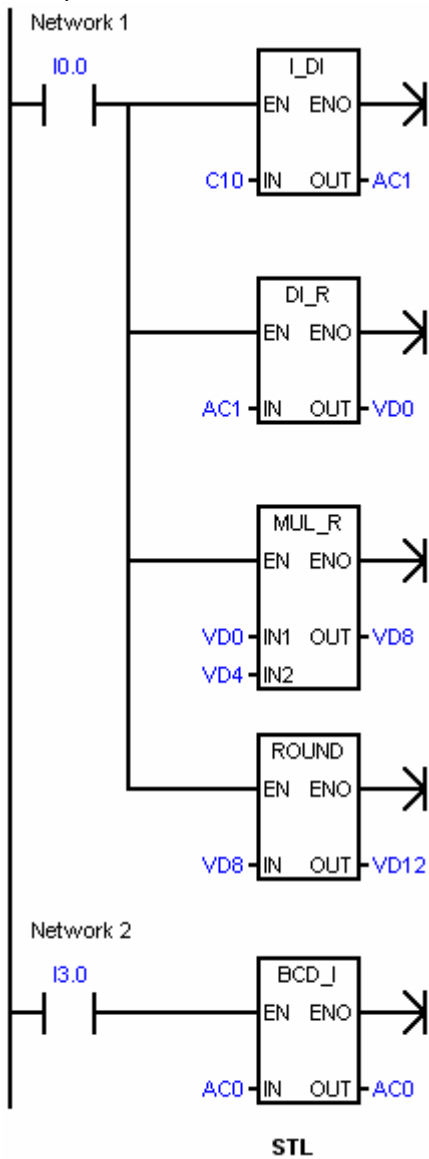 Network 1
I0.0
I_DI
EN ENO
C10 IN OUT AC1
DI_R
EN ENO
AC1 IN OUT VD0
MUL_R
EN ENO
VD0 IN1 OUT VD8
VD4 IN2
ROUND
EN ENO
VD8 IN OUT VD12
Network 2
I3.0
BCD_I
EN ENO
AC0 IN OUT AC0
STL